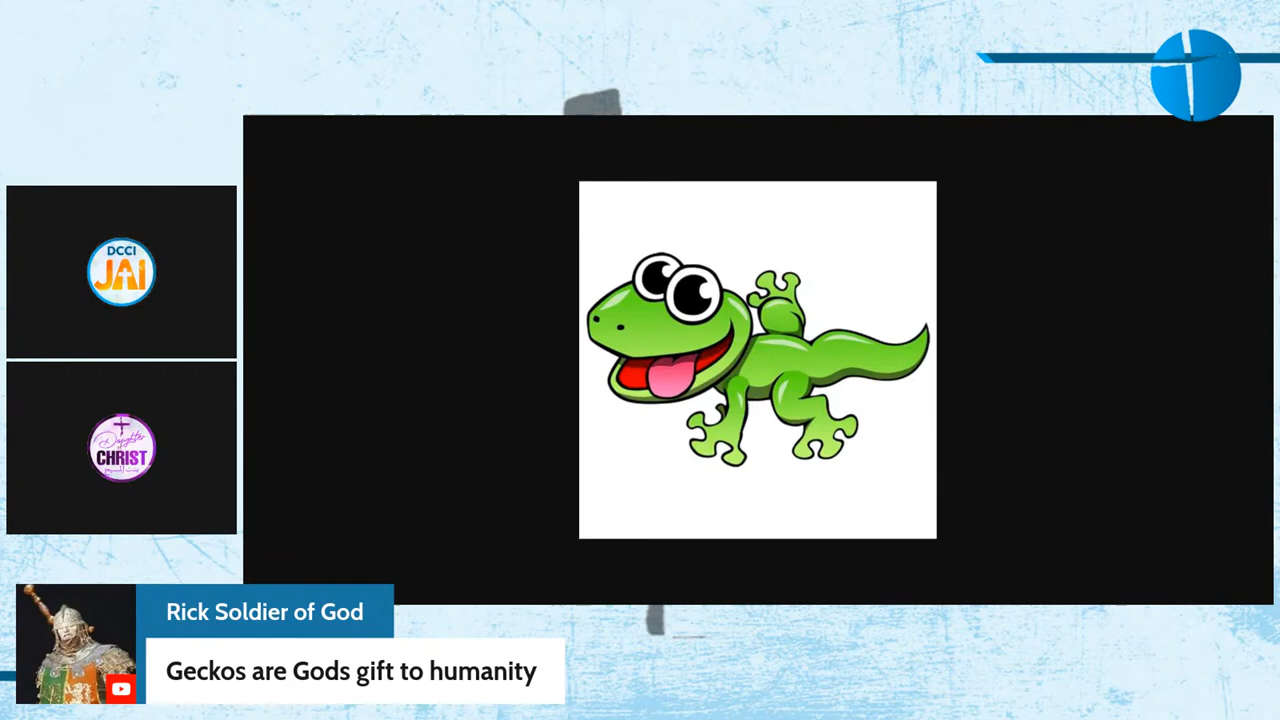 DCCI
JAI
Daughter
CHRIST
Rick Soldier of God
Geckos are Gods gift to humanity